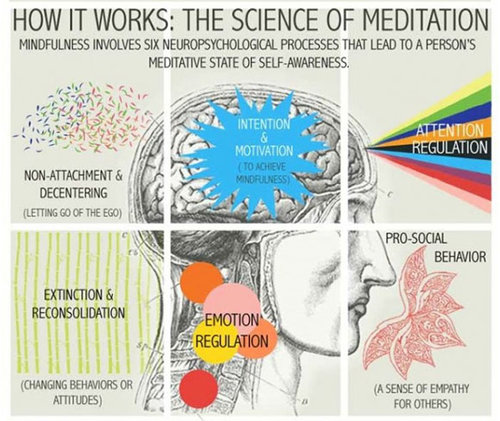 HOW IT WORKS: THE SCIENCE OF MEDITATION
MINDFULNESS INVOLVES SIX NEUROPSYCHOLOGICAL PROCESSES THAT LEAD TO A PERSON'S
MEDITATIVE STATE OF SELF-AWARENESS.
NON-ATTACHMENT &
DECENTERING
(LETTING GO OF THE EGO)
INTENTION
&
MOTIVATION
(TO ACHIEVE
MINDFULNESS)
ATTENTION
REGULATION
EXTINCTION &
RECONSOLIDATION
(CHANGING BEHAVIORS OR
ATTITUDES)
EMOTION
REGULATION
PRO-SOCIAL
BEHAVIOR
(A SENSE OF EMPATHY
FOR OTHERS)